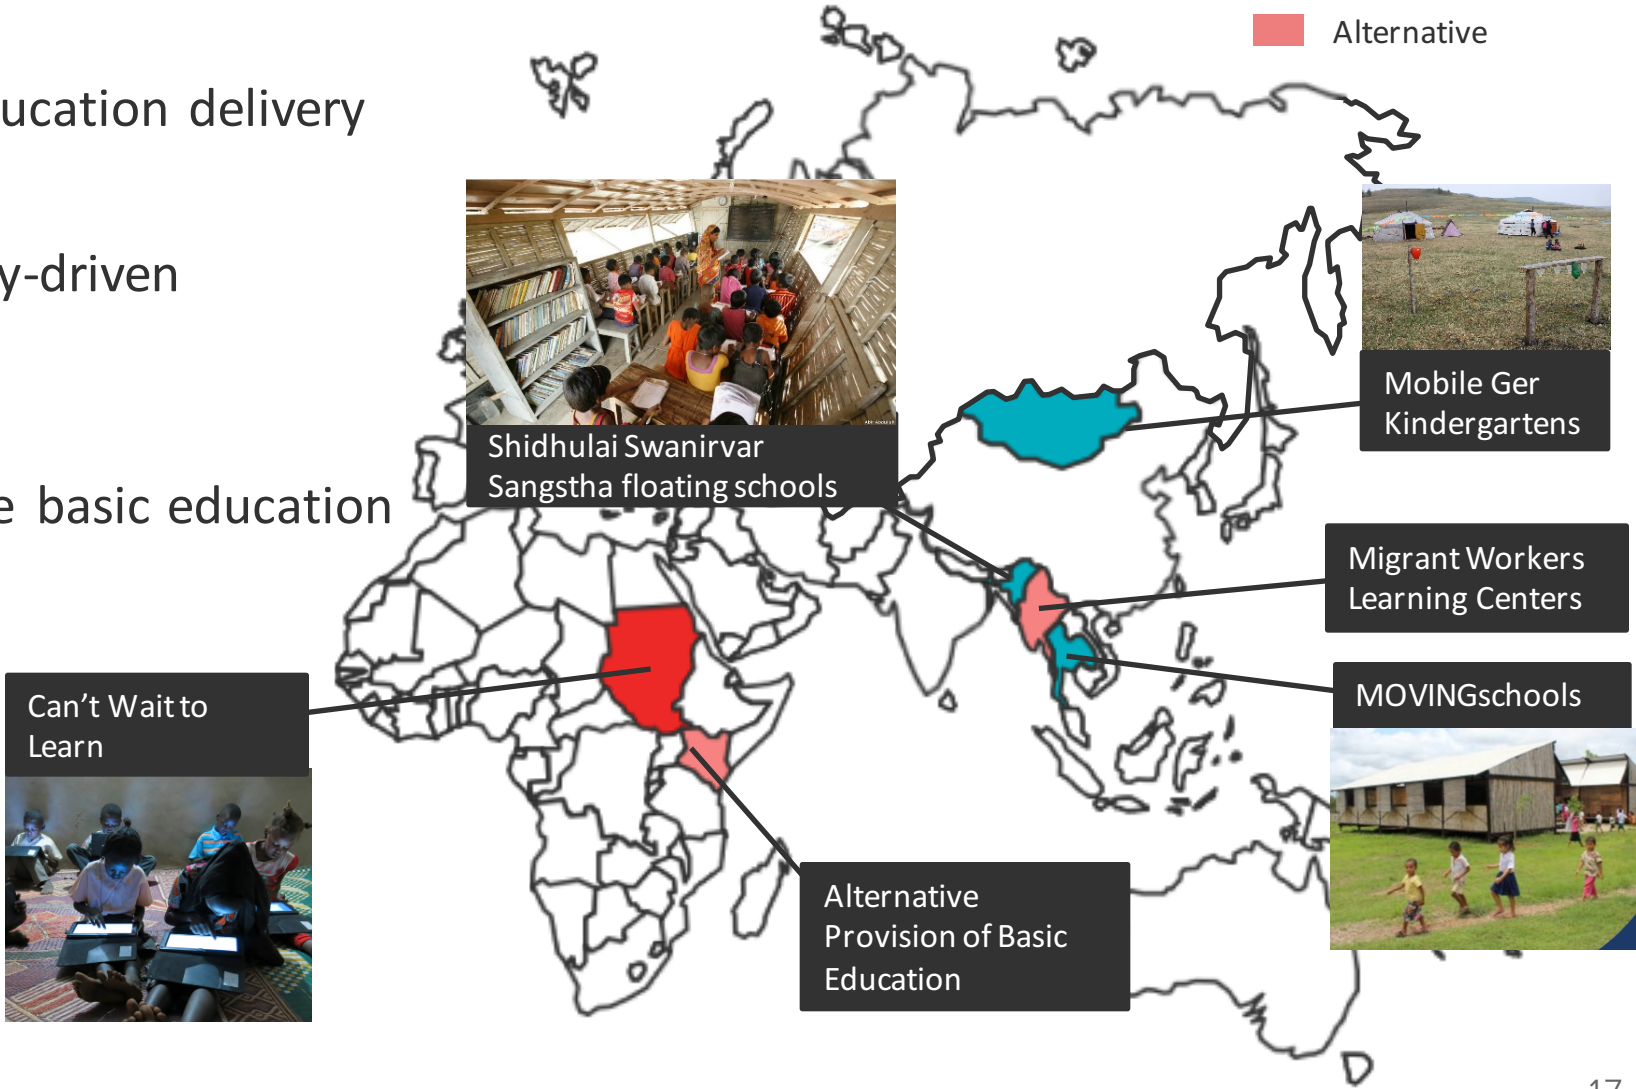 Alternative
ucation delivery
y-driven
e basic education
Shidhulai Swanirvar
Sangstha floating schools
Mobile Ger
Kindergartens
Migrant Workers
Learning Centers
MOVINGschools
Can’t Wait to
Learn
Alternative
Provision of Basic
Education